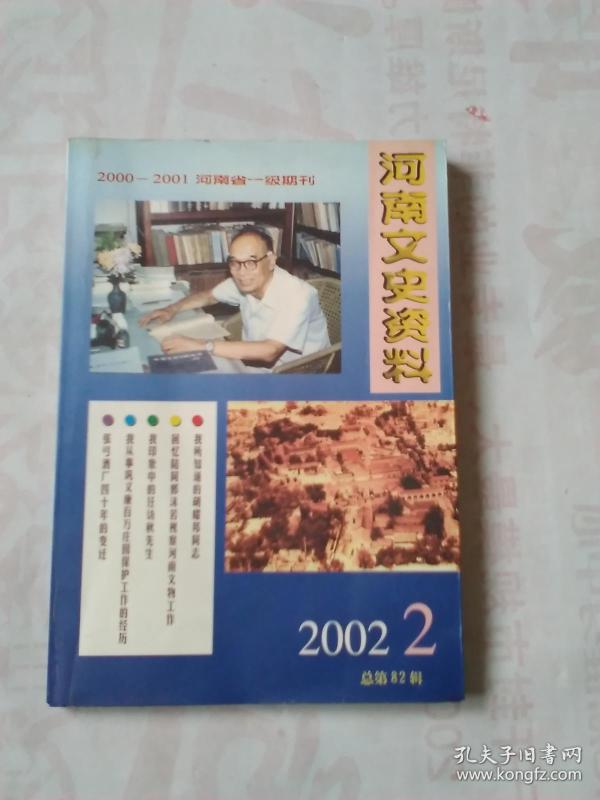 2000－2001 河南省一级期刊
河南文史资料
我所知道的胡耀邦同志
回忆陪同郭沫若视察河南文物工作
我印象中的任访秋先生
我从事巩义康百万庄园保护工作的经历
张弓酒厂四十年的变迁
2002 2
总第82辑
孔夫子旧书网
www.kongfz.com